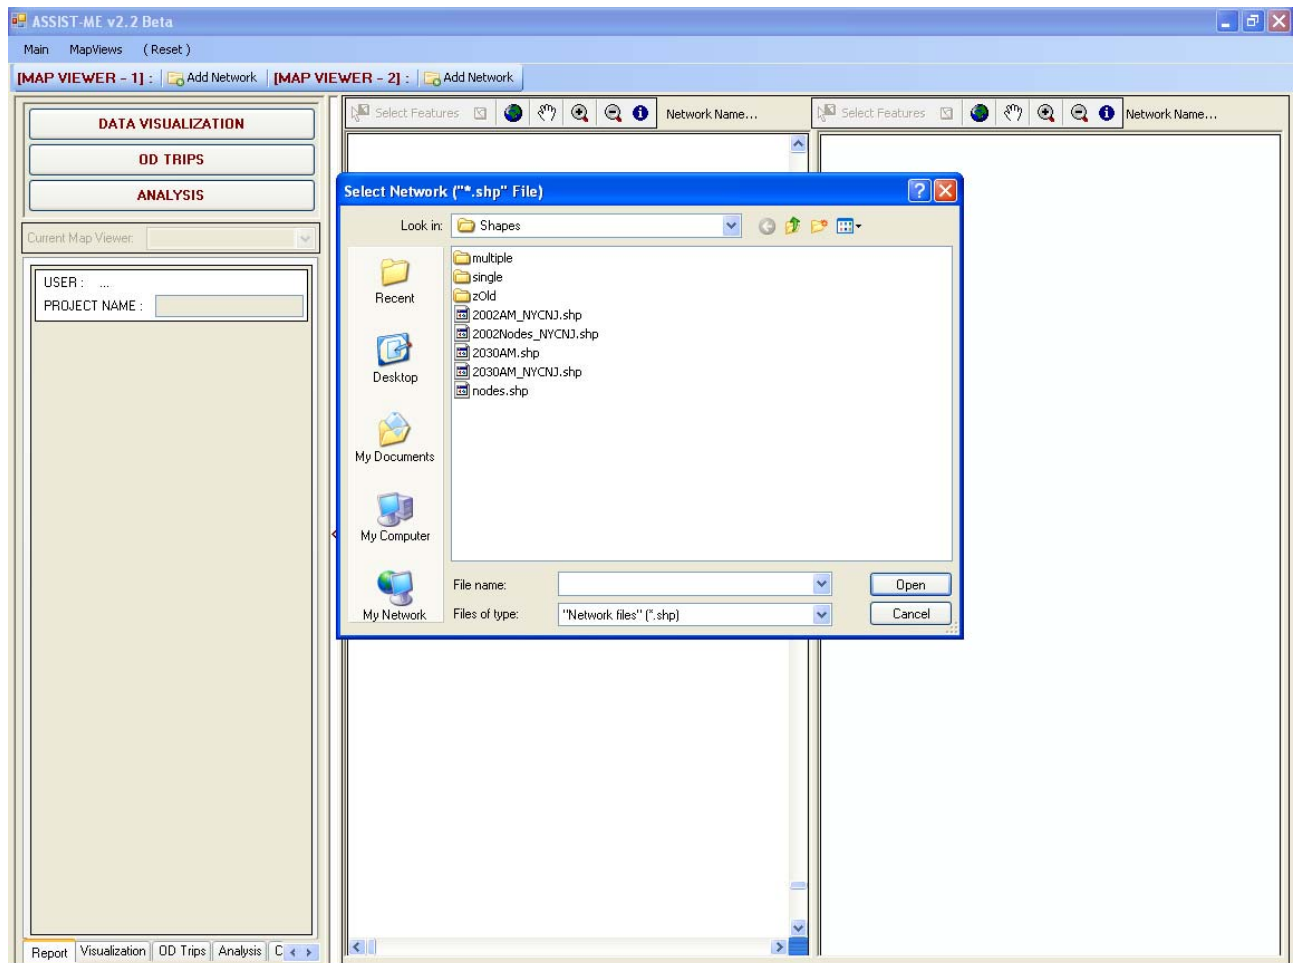 ASSIST-ME v2.2 Beta
Main MapViews ( Reset )
[MAP VIEWER - 1] : Add Network [MAP VIEWER - 2] : Add Network
DATA VISUALIZATION
OD TRIPS
ANALYSIS
Current Map Viewer:
USER : ...
PROJECT NAME :
Select Features Network Name...
Select Features Network Name...
Select Network ("*.shp" File)
Look in: Shapes
Recent
Desktop
My Documents
My Computer
My Network
multiple
single
zOld
2002AM_NYCNJ.shp
2002Nodes_NYCNJ.shp
2030AM.shp
2030AM_NYCNJ.shp
nodes.shp
File name: Open
Files of type: "Network files" (*.shp) Cancel
Report Visualization OD Trips Analysis C